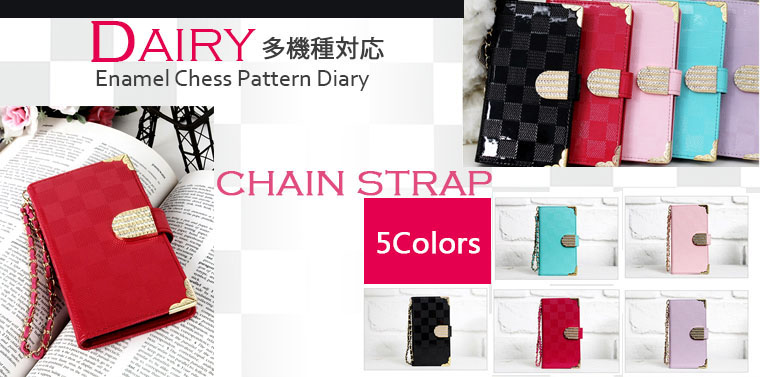 DAIRY 多機種対応
Enamel Chess Pattern Diary
CHAIN STRAP
5Colors